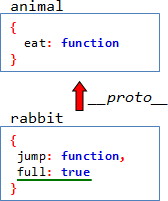 animal
{
eat: function
}
__proto__
rabbit
{
jump: function,
full: true
}